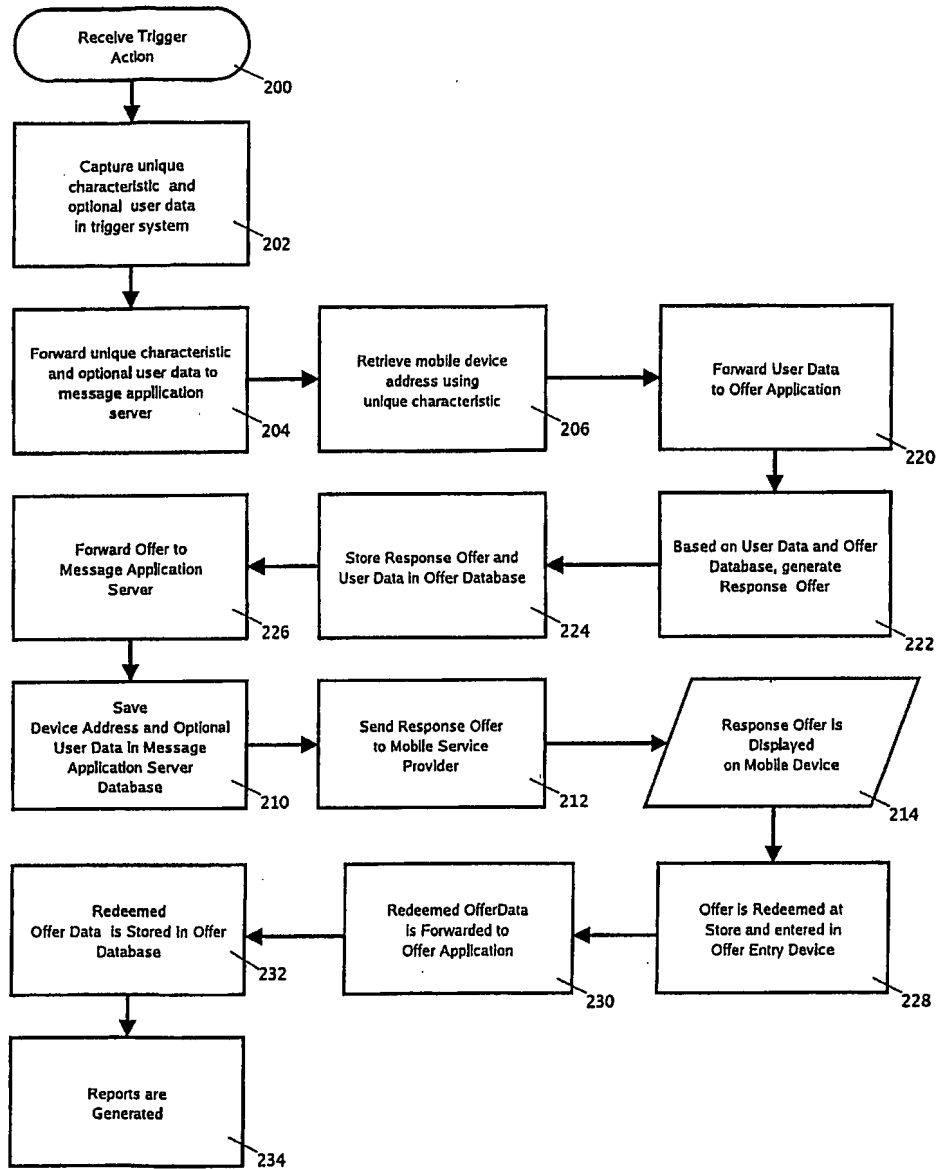 Receive Trigger
Action
200
Capture unique
characteristic and
optional user data
in trigger system
202
Forward unique characteristic
and optional user data to
message application
server
204
Retrieve mobile device
address using
unique characteristic
206
Forward User Data
to Offer Application
220
Based on User Data and Offer
Database, generate
Response Offer
222
Store Response Offer and
User Data in Offer Database
224
Forward Offer to
Message Application
Server
226
Save
Device Address and Optional
User Data in Message
Application Server
Database
210
Send Response Offer
to Mobile Service
Provider
212
Response Offer is
Displayed
on Mobile Device
214
Offer is Redeemed at
Store and entered in
Offer Entry Device
228
Redeemed OfferData
is Forwarded to
Offer Application
230
Redeemed
Offer Data is Stored in Offer
Database
232
Reports are
Generated
234